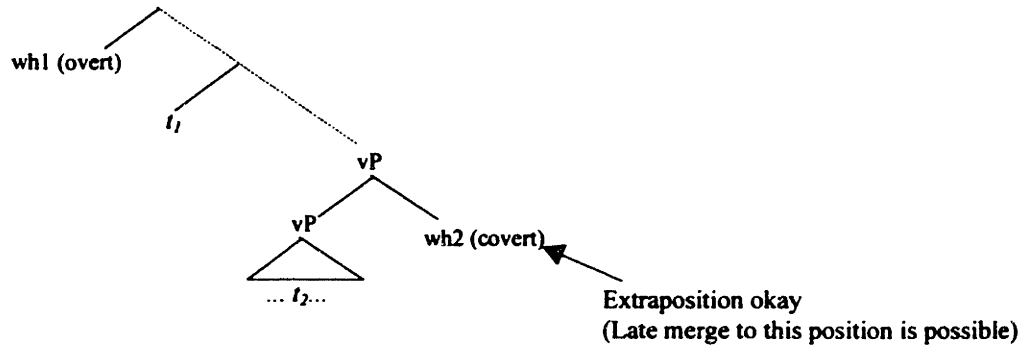 wh1 (overt)
t1
vP
vP
wh2 (covert)
... t2...
Extraposition okay
(Late merge to this position is possible)